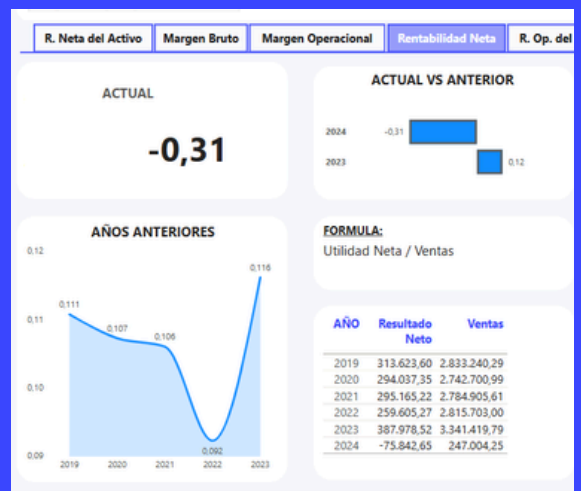 R. Neta del Activo
Margen Bruto
Margen Operacional
Rentabilidad Neta
R. Op. del
ACTUAL
-0,31
ACTUAL VS ANTERIOR
2024 -0,31
2023 0,12
AÑOS ANTERIORES
0,12
0,11
0,10
0,09
0,111
0,107
0,106
0,092
0,116
2019 2020 2021 2022 2023
FORMULA:
Utilidad Neta / Ventas
AÑO Resultado Ventas
Neto
2019 313.623,60 2.833.240,29
2020 294.037,35 2.742.700,99
2021 295.165,22 2.784.905,61
2022 259.605,27 2.815.703,00
2023 387.978,52 3.341.419,79
2024 -75.842,65 247.004,25